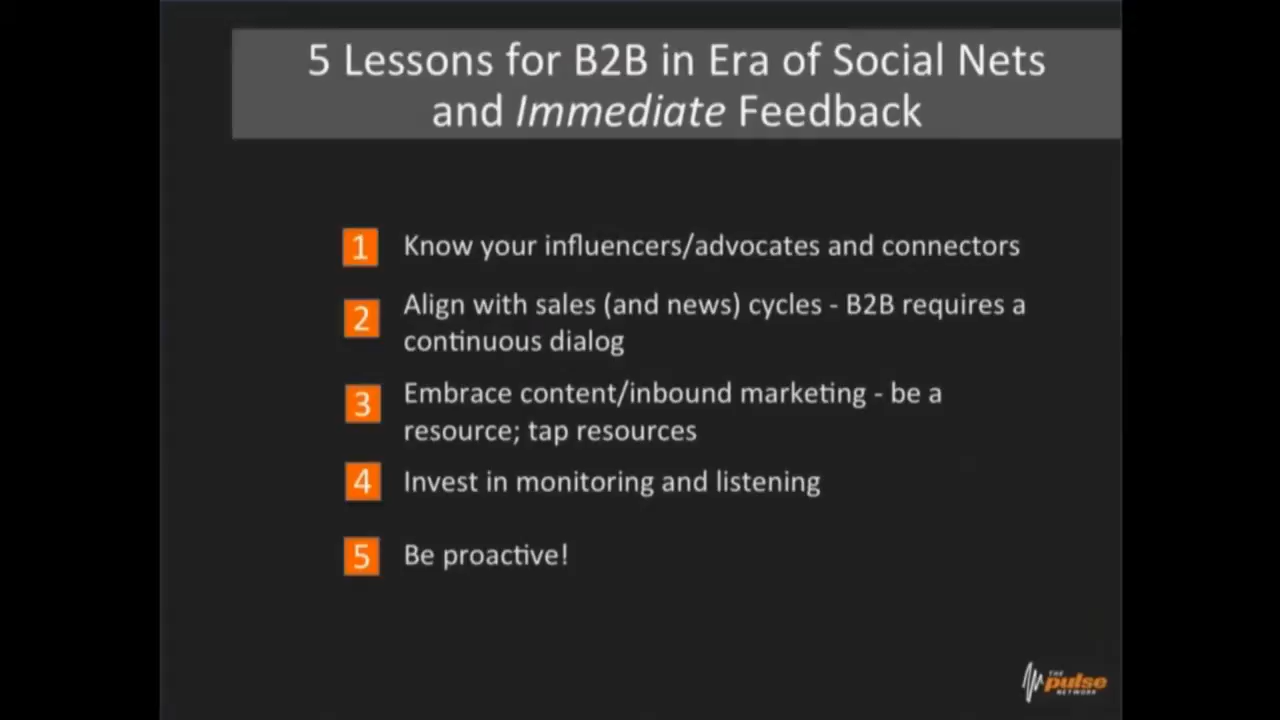 5 Lessons for B2B in Era of Social Nets
and Immediate Feedback
1 Know your influencers/advocates and connectors
2 Align with sales (and news) cycles - B2B requires a
continuous dialog
3 Embrace content/inbound marketing - be a
resource; tap resources
4 Invest in monitoring and listening
5 Be proactive!
THE
pulse
NETWORK